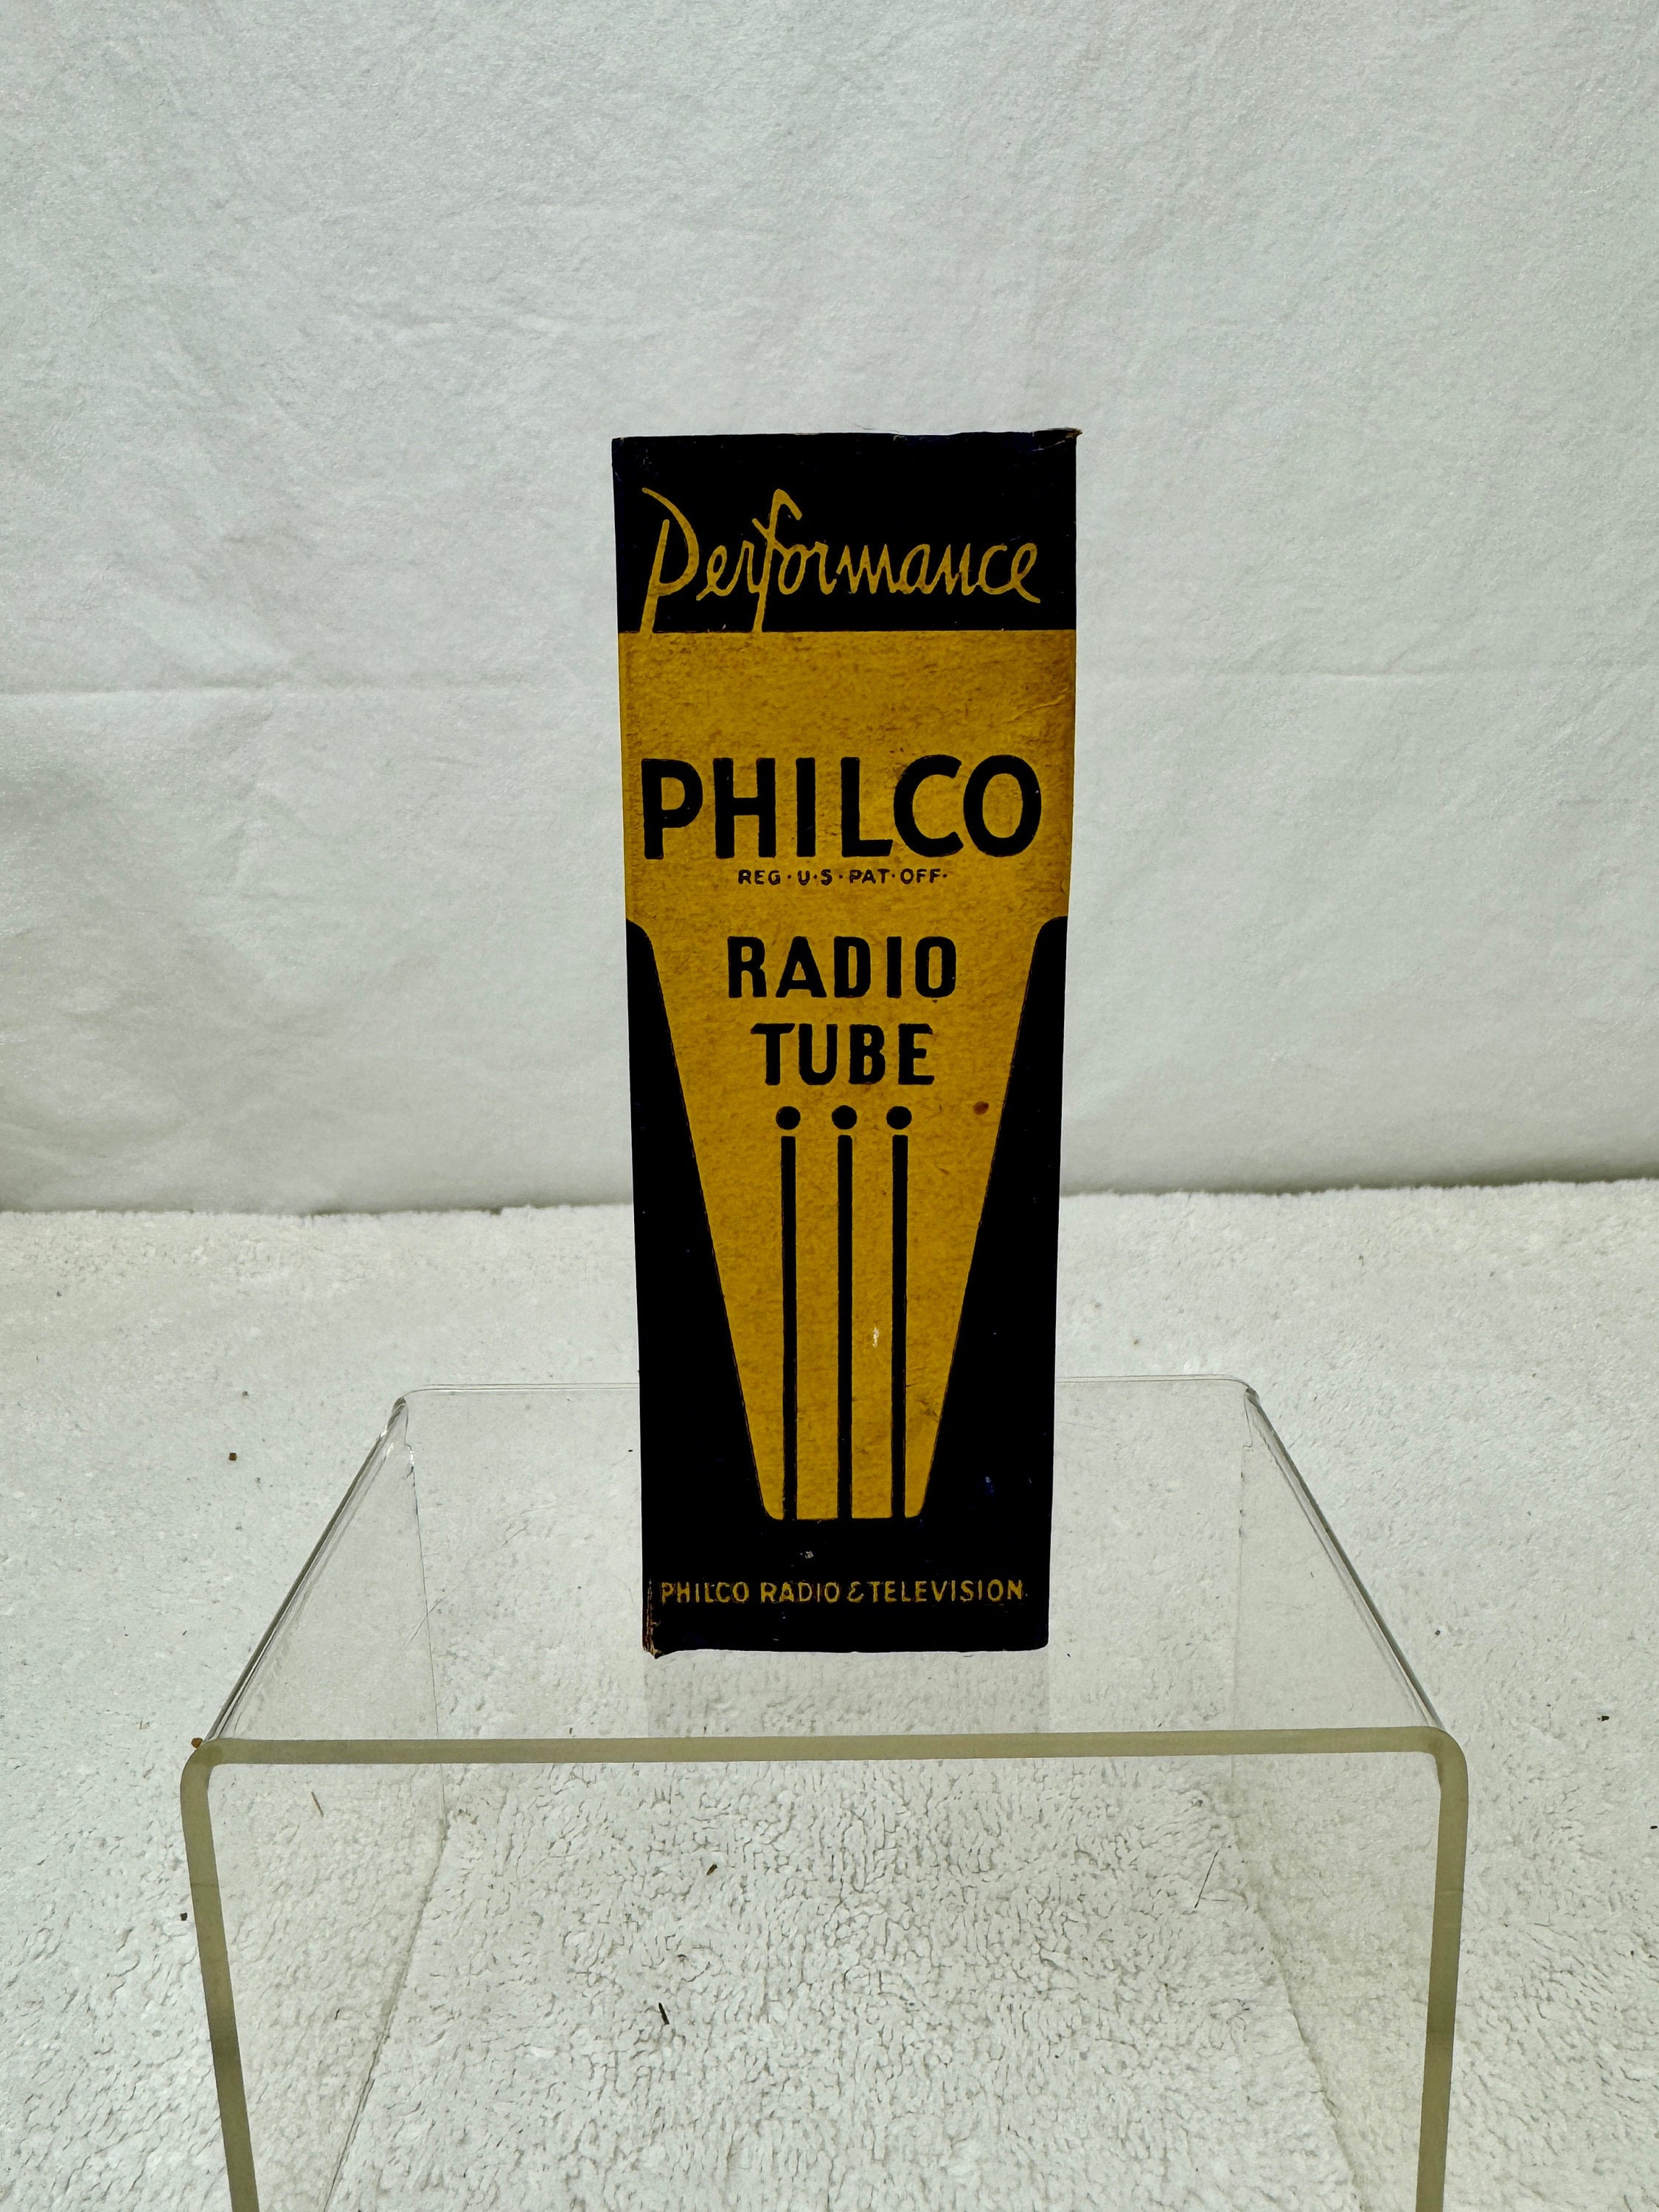 Performance
PHILCO
REG·U·S·PAT·OFF·
RADIO
TUBE
PHILCO RADIO & TELEVISION